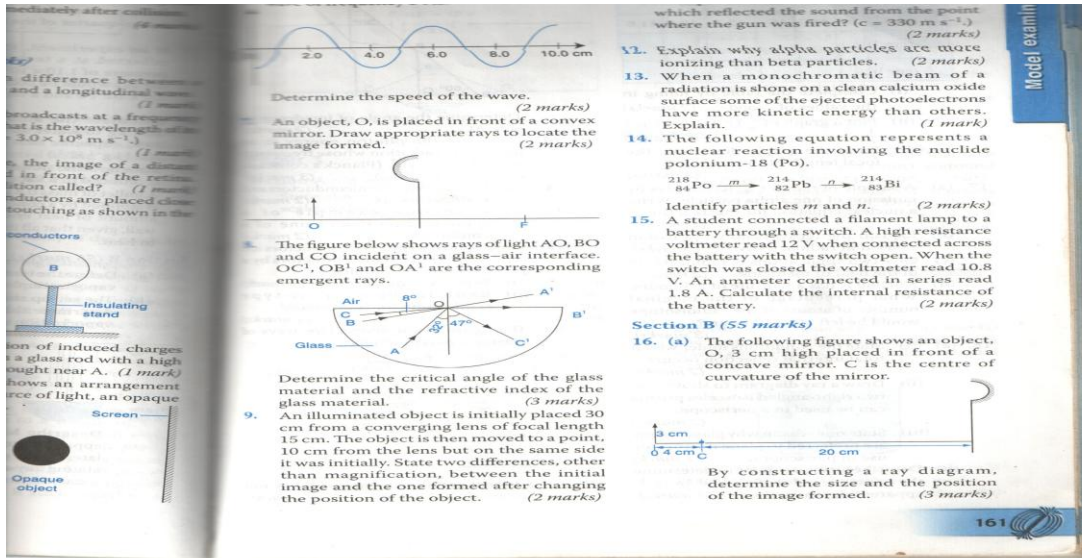 mediately after
difference between
and a longitudinal
broadcasts at a
at is the wavelength
3.0 × 10⁸ m s⁻¹.)
the image of a
in front of the
ition called?
nductors are placed
touching as shown in the
conductors
B
Insulating
stand
ion of induced charges
a glass rod with a high
ought near A. (1 mark)
hows an arrangement
rce of light, an opaque
Screen
Opaque
object
2.0 4.0 6.0 8.0 10.0 cm
Determine the speed of the wave.
(2 marks)
An object, O, is placed in front of a convex
mirror. Draw appropriate rays to locate the
image formed. (2 marks)
O F
The figure below shows rays of light AO, BO
and CO incident on a glass–air interface.
OC¹, OB¹ and OA¹ are the corresponding
emergent rays.
Air 8° O A'
C B'
B
47°
Glass A C'
Determine the critical angle of the glass
material and the refractive index of the
glass material. (3 marks)
9. An illuminated object is initially placed 30
cm from a converging lens of focal length
15 cm. The object is then moved to a point,
10 cm from the lens but on the same side
it was initially. State two differences, other
than magnification, between the initial
image and the one formed after changing
the position of the object. (2 marks)
which reflected the sound from the point
where the gun was fired? (c = 330 m s⁻¹.)
(2 marks)
12. Explain why alpha particles are more
ionizing than beta particles. (2 marks)
13. When a monochromatic beam of a
radiation is shone on a clean calcium oxide
surface some of the ejected photoelectrons
have more kinetic energy than others.
Explain. (1 mark)
14. The following equation represents a
nuclear reaction involving the nuclide
polonium-18 (Po).
²¹⁸₈₄Po m → ²¹⁴₈₂Pb n → ²¹⁴₈₃Bi
Identify particles m and n. (2 marks)
15. A student connected a filament lamp to a
battery through a switch. A high resistance
voltmeter read 12 V when connected across
the battery with the switch open. When the
switch was closed the voltmeter read 10.8
V. An ammeter connected in series read
1.8 A. Calculate the internal resistance of
the battery. (2 marks)
Section B (55 marks)
16. (a) The following figure shows an object,
O, 3 cm high placed in front of a
concave mirror. C is the centre of
curvature of the mirror.
3 cm
O 4 cm C 20 cm
By constructing a ray diagram,
determine the size and the position
of the image formed. (3 marks)
Model examin
161